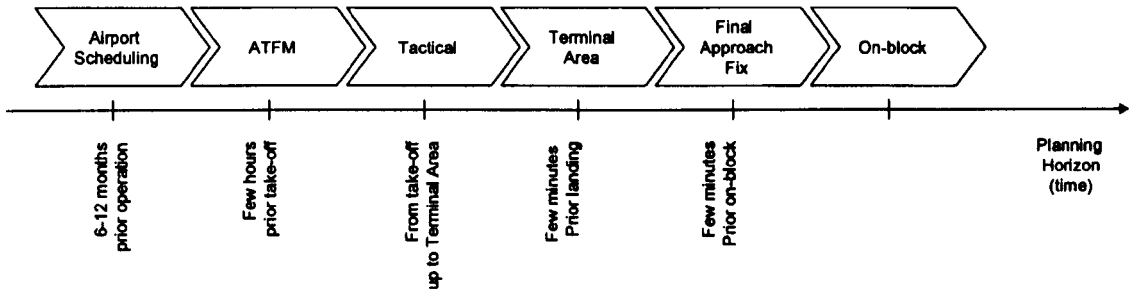 Airport
Scheduling
ATFM
Tactical
Terminal
Area
Final
Approach
Fix
On-block
6-12 months
prior operation
Few hours
prior take-off
From take-off
up to Terminal Area
Few minutes
Prior landing
Few minutes
Prior on-block
Planning
Horizon
(time)